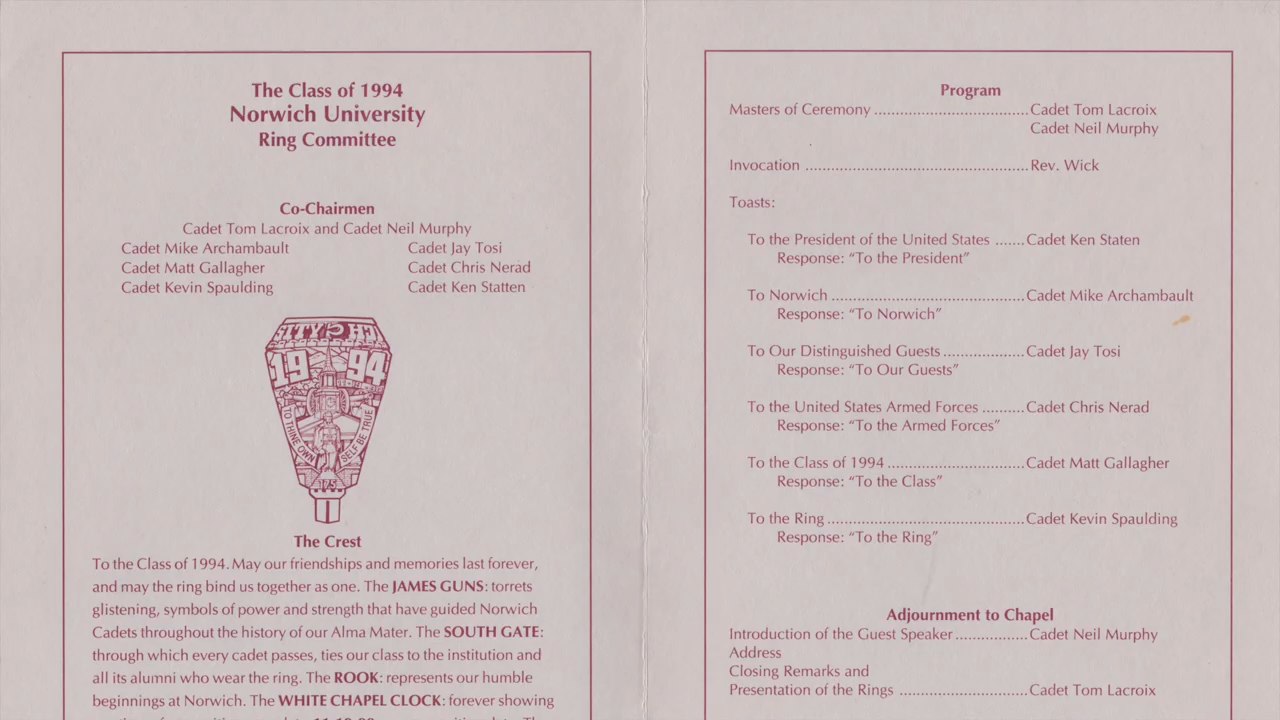 The Class of 1994
Norwich University
Ring Committee
Co-Chairmen
Cadet Tom Lacroix and Cadet Neil Murphy
Cadet Mike Archambault Cadet Jay Tosi
Cadet Matt Gallagher Cadet Chris Nerad
Cadet Kevin Spaulding Cadet Ken Statten
19 94
TO THINE OWN SELF BE TRUE
175
The Crest
To the Class of 1994. May our friendships and memories last forever,
and may the ring bind us together as one. The JAMES GUNS: torrets
glistening, symbols of power and strength that have guided Norwich
Cadets throughout the history of our Alma Mater. The SOUTH GATE:
through which every cadet passes, ties our class to the institution and
all its alumni who wear the ring. The ROOK: represents our humble
beginnings at Norwich. The WHITE CHAPEL CLOCK: forever showing
Program
Masters of Ceremony ................................... Cadet Tom Lacroix
Cadet Neil Murphy
Invocation ................................................... Rev. Wick
Toasts:
To the President of the United States ....... Cadet Ken Staten
Response: “To the President”
To Norwich ............................................ Cadet Mike Archambault
Response: “To Norwich”
To Our Distinguished Guests ................... Cadet Jay Tosi
Response: “To Our Guests”
To the United States Armed Forces .......... Cadet Chris Nerad
Response: “To the Armed Forces”
To the Class of 1994 ................................ Cadet Matt Gallagher
Response: “To the Class”
To the Ring ............................................. Cadet Kevin Spaulding
Response: “To the Ring”
Adjournment to Chapel
Introduction of the Guest Speaker ................. Cadet Neil Murphy
Address
Closing Remarks and
Presentation of the Rings ............................. Cadet Tom Lacroix